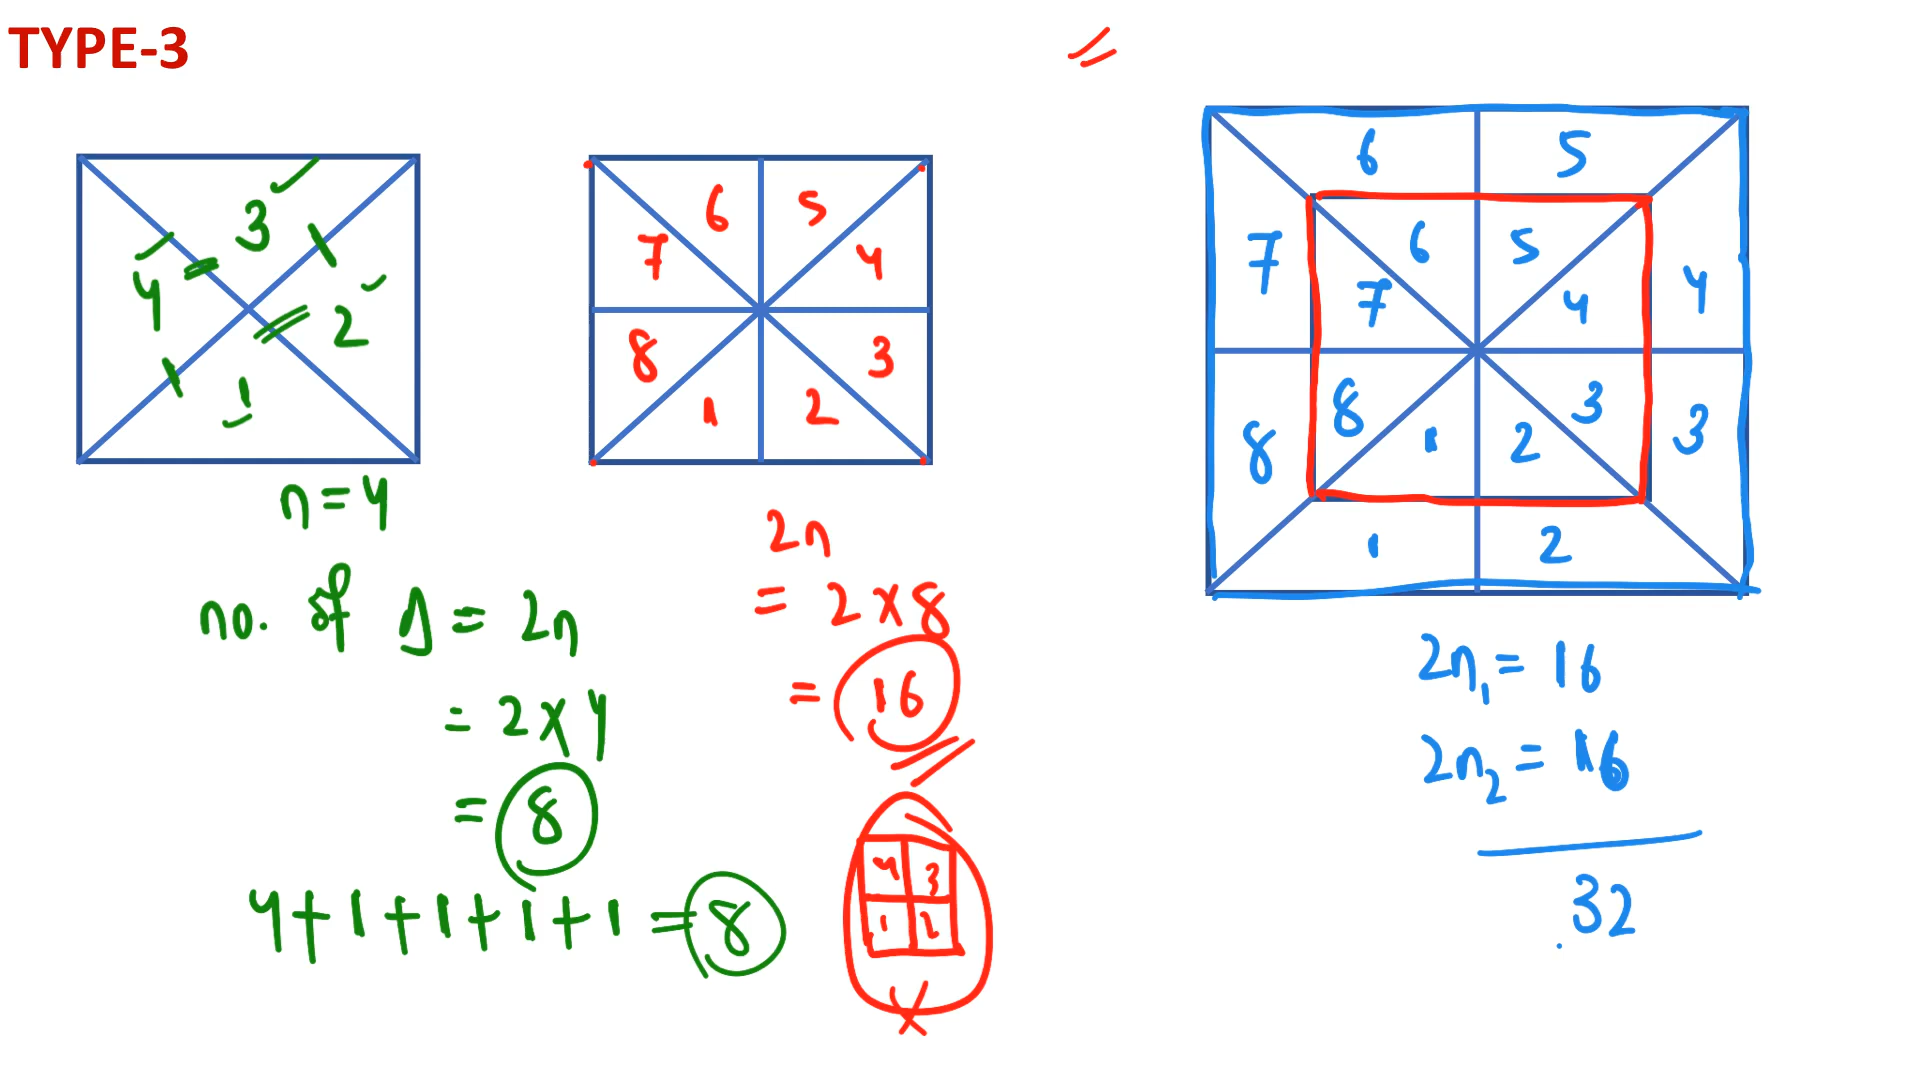 TYPE-3
3
4
2
1
n=4
no. of Δ = 2n
= 2×4
= 8
4+1+1+1+1 = 8
6 5
7 4
8 3
1 2
2n
= 2×8
= 16
4 3
1 2
6 5
7 6 5 4
7 4
8 8 3 3
1 2
1 2
2n₁ = 16
2n₂ = 16
32